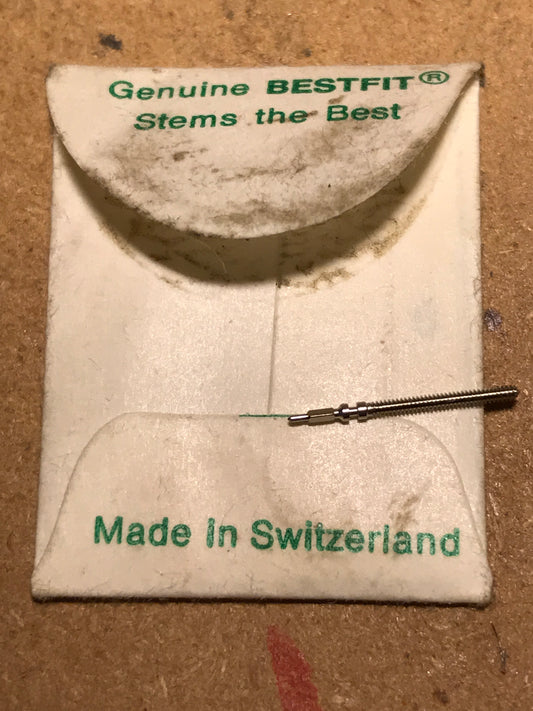 Genuine BESTFIT®
Stems the Best
Made in Switzerland